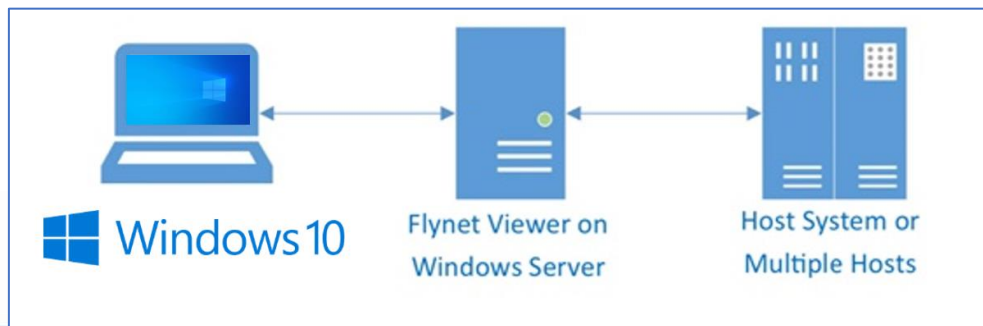 Windows 10
Flynet Viewer on
Windows Server
Host System or
Multiple Hosts